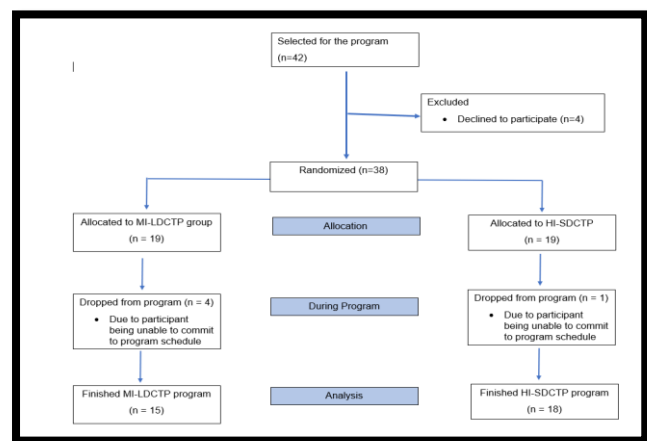 Selected for the program
(n=42)
Excluded
• Declined to participate (n=4)
Randomized (n=38)
Allocated to MI-LDCTP group
(n = 19)
Allocation
Allocated to HI-SDCTP
(n = 19)
Dropped from program (n = 4)
• Due to participant
being unable to commit
to program schedule
During Program
Dropped from program (n = 1)
• Due to participant
being unable to commit
to program schedule
Finished MI-LDCTP program
(n = 15)
Analysis
Finished HI-SDCTP program
(n = 18)